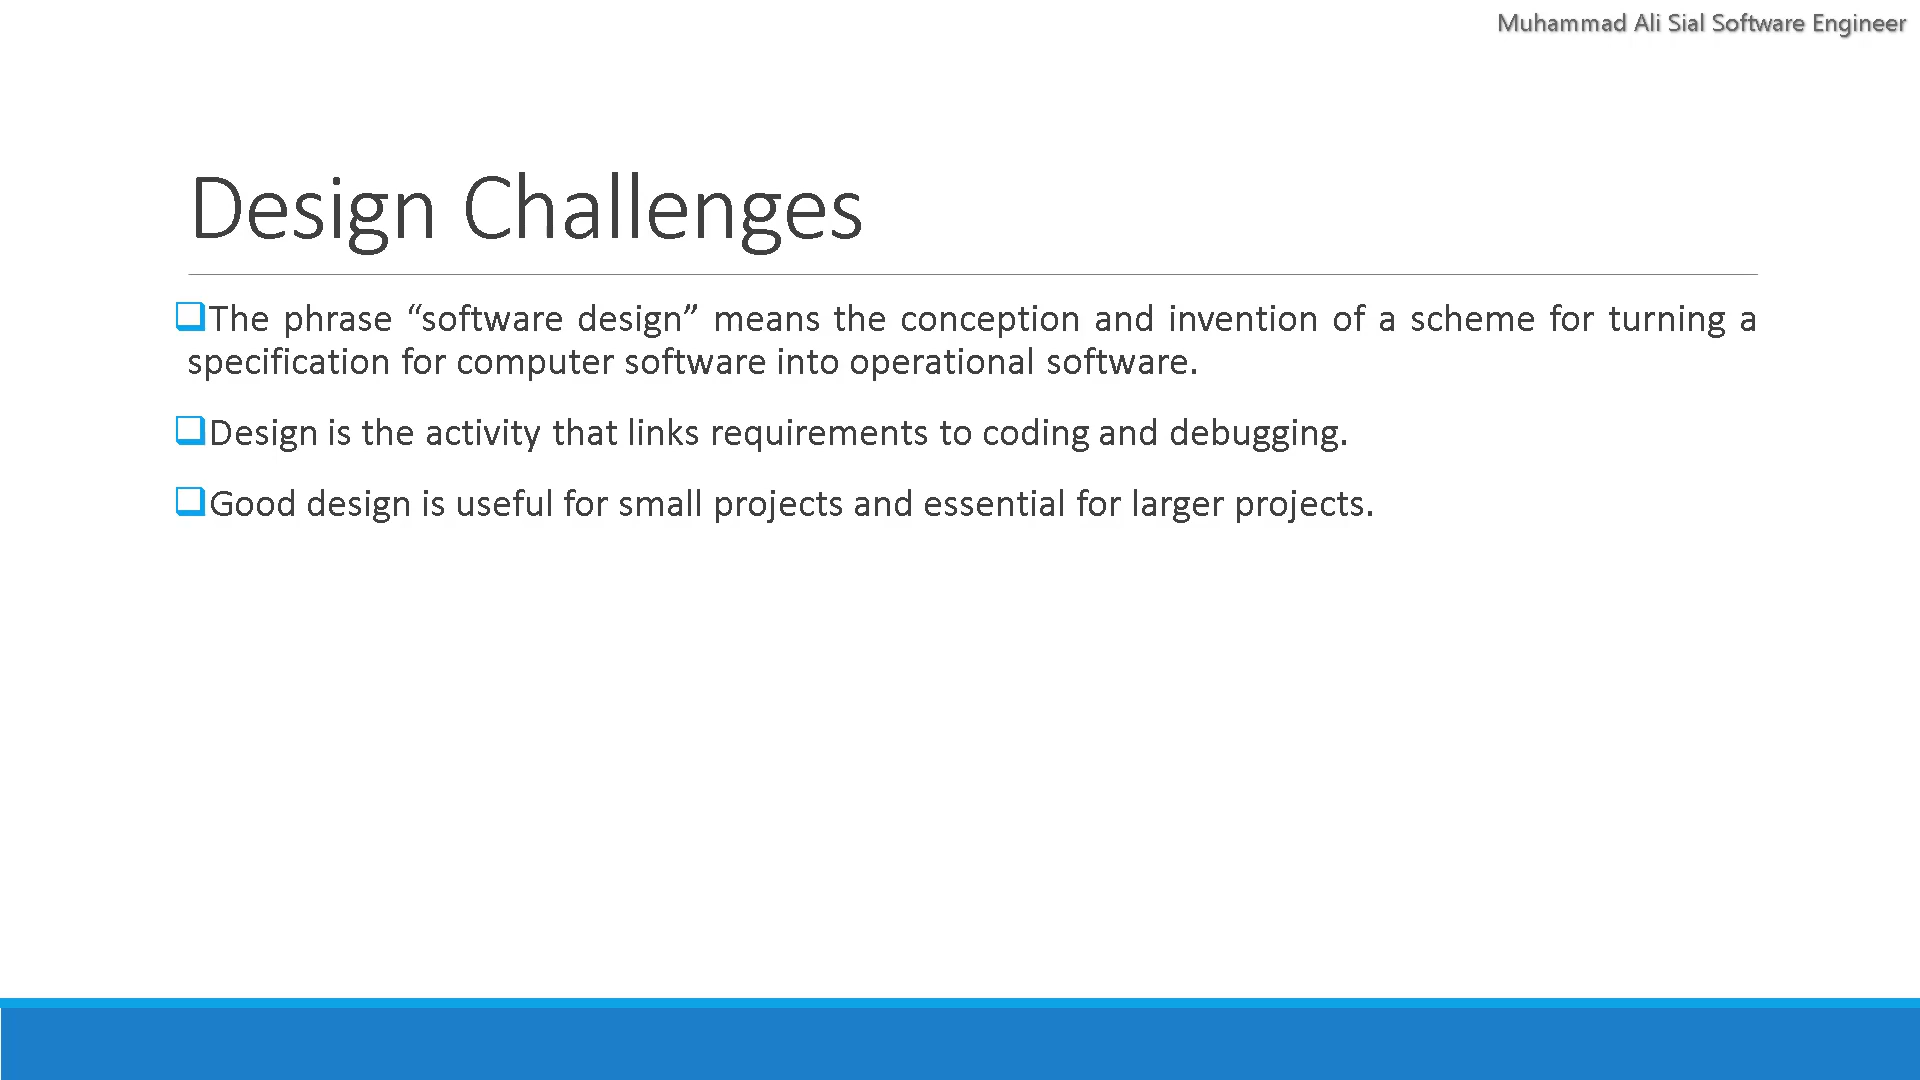 Muhammad Ali Sial Software Engineer
Design Challenges
The phrase “software design” means the conception and invention of a scheme for turning a
specification for computer software into operational software.
Design is the activity that links requirements to coding and debugging.
Good design is useful for small projects and essential for larger projects.